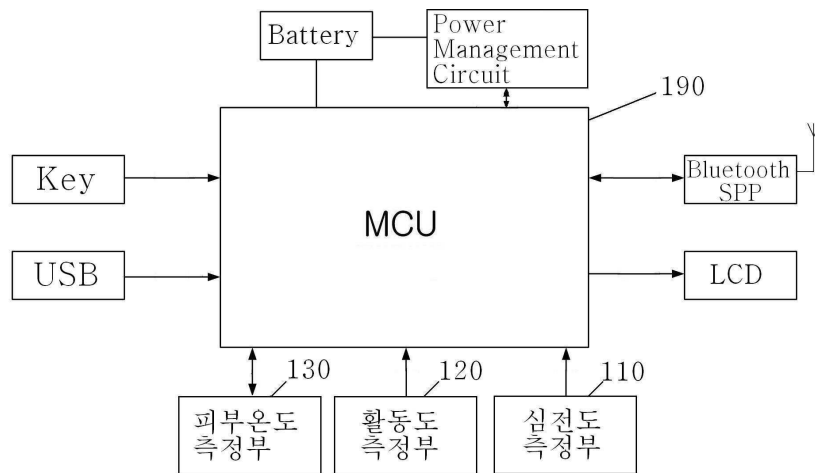 Battery
Power
Management
Circuit
190
Key
Bluetooth
SPP
MCU
USB
LCD
130
120
110
피부온도
측정부
활동도
측정부
심전도
측정부